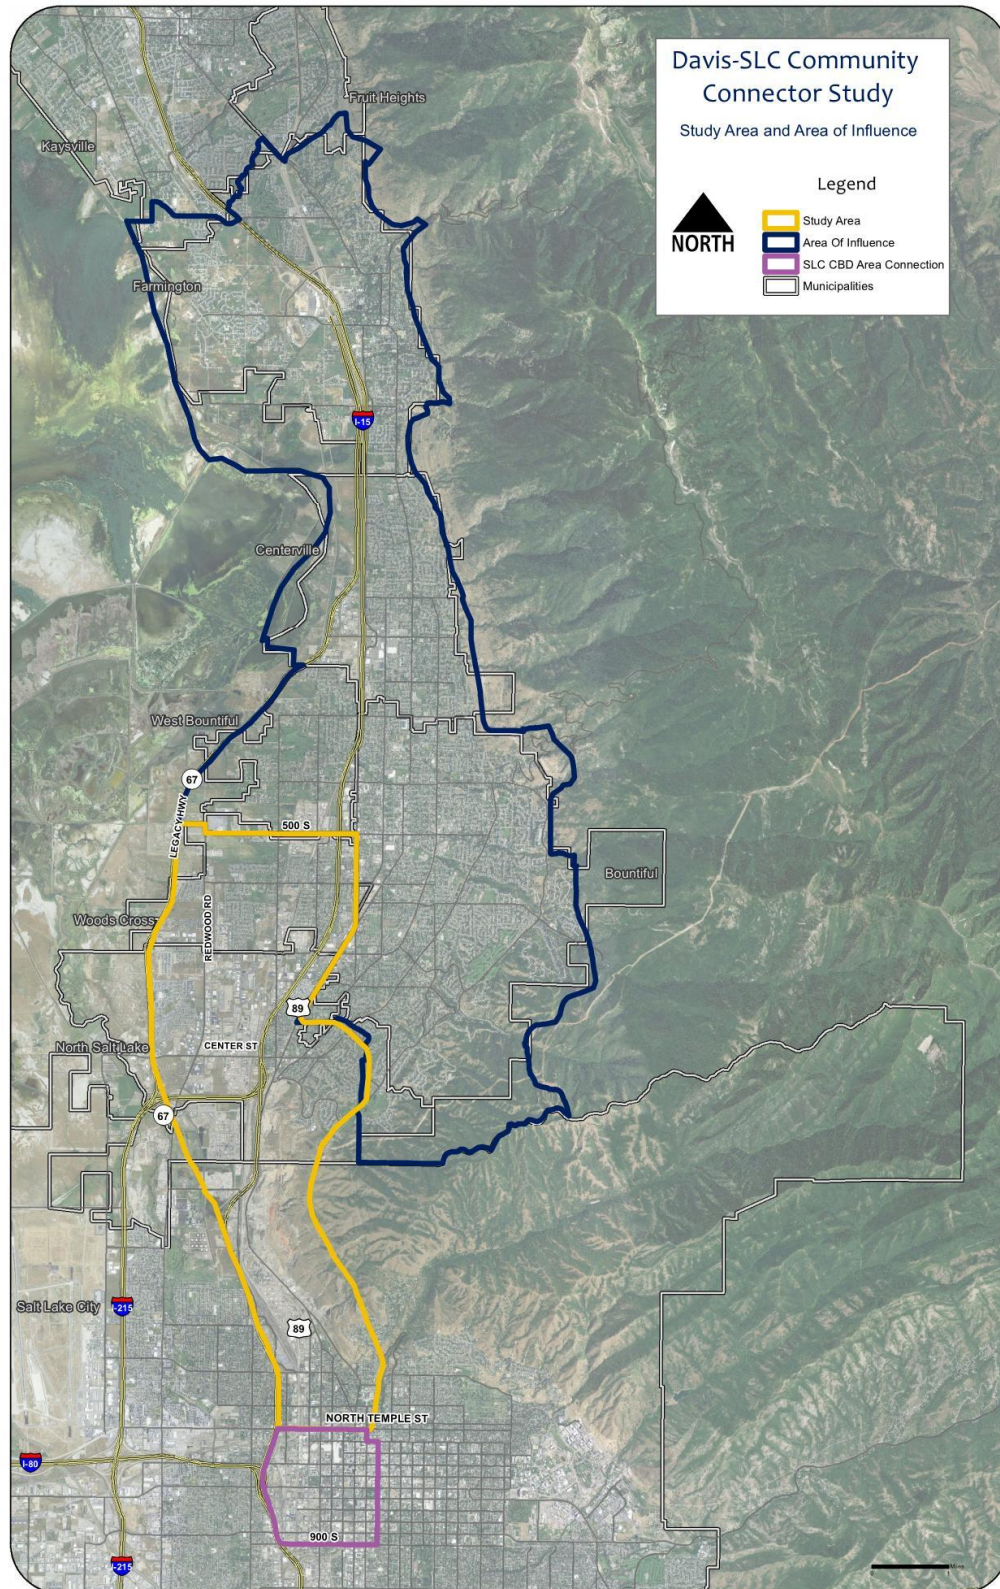 Davis-SLC Community
Connector Study
Study Area and Area of Influence
Legend
NORTH
Study Area
Area Of Influence
SLC CBD Area Connection
Municipalities
Fruit Heights
Kaysville
Farmington
I-15
Centerville
West Bountiful
67
LEGACY HWY
500 S
Bountiful
REDWOOD RD
Woods Cross
89
CENTER ST
North Salt Lake
67
Salt Lake City
I-215
89
NORTH TEMPLE ST
I-80
900 S
I-215